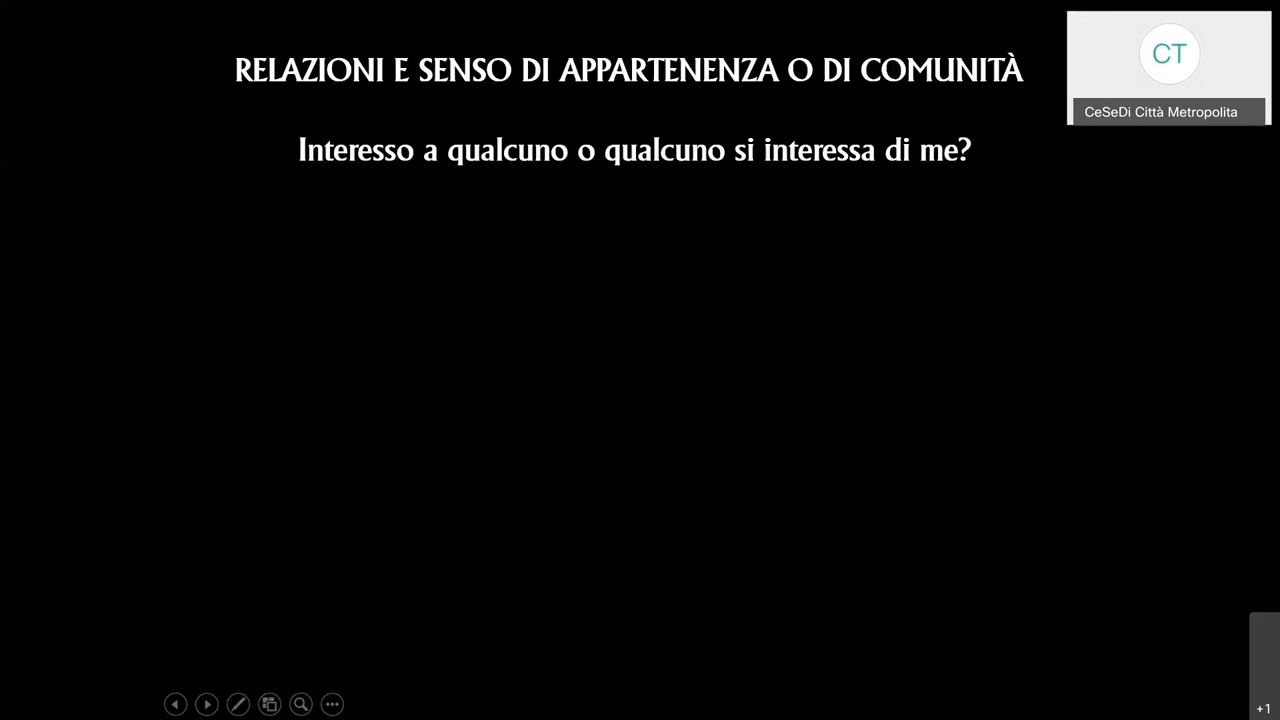 RELAZIONI E SENSO DI APPARTENENZA O DI COMUNITÀ
CT
CeSeDi Città Metropolita
Interesso a qualcuno o qualcuno si interessa di me?
+1